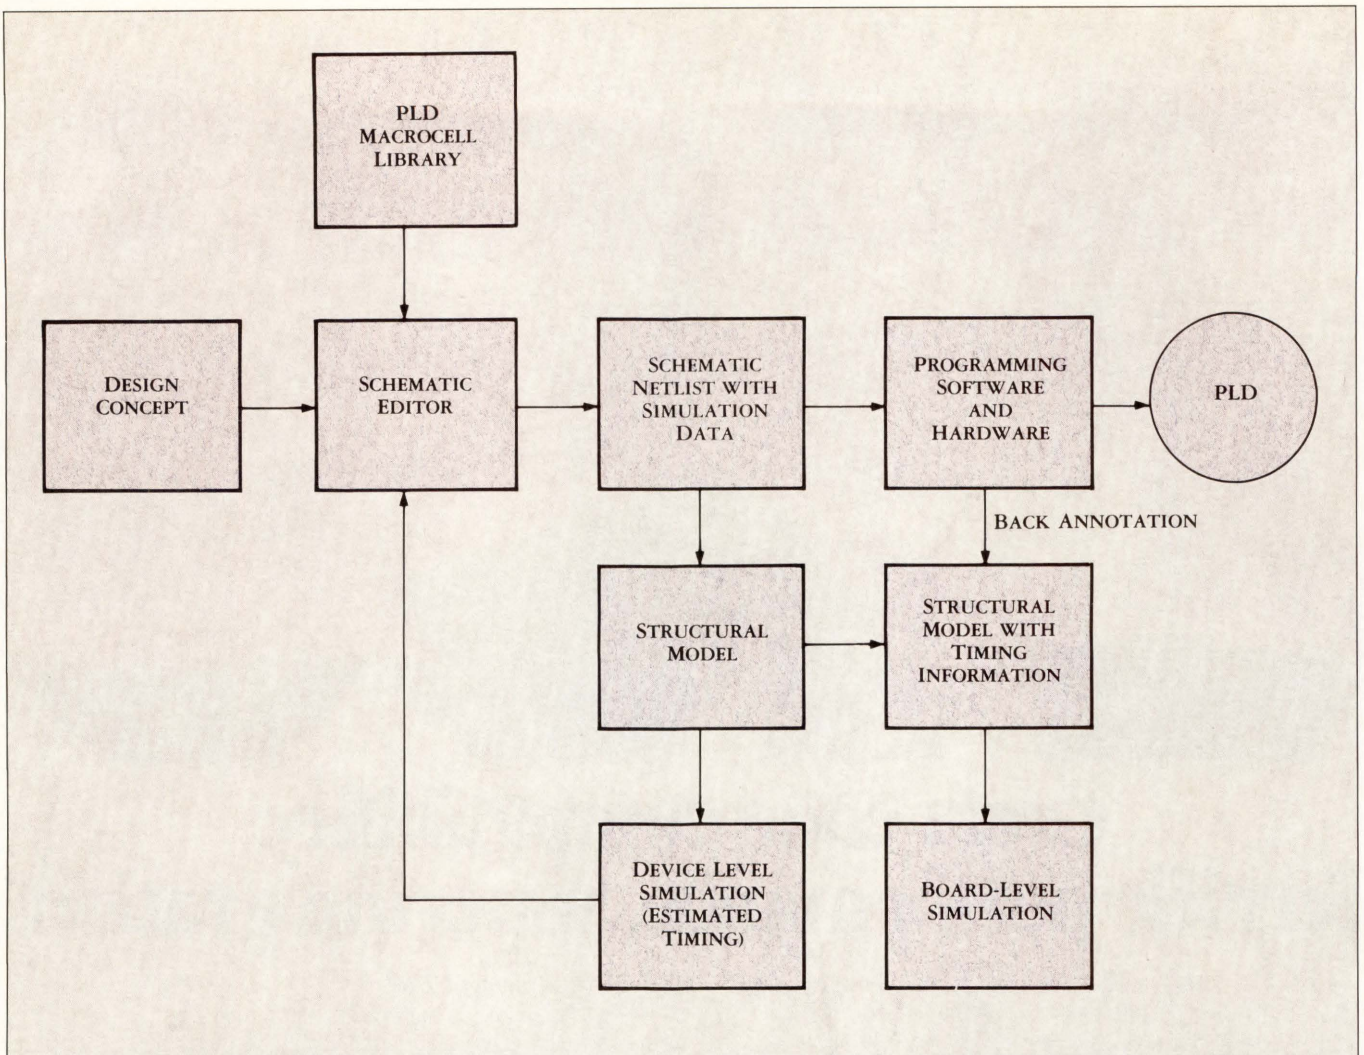 PLD
MACROCELL
LIBRARY
DESIGN
CONCEPT
SCHEMATIC
EDITOR
SCHEMATIC
NETLIST WITH
SIMULATION
DATA
PROGRAMMING
SOFTWARE
AND
HARDWARE
PLD
BACK ANNOTATION
STRUCTURAL
MODEL
STRUCTURAL
MODEL WITH
TIMING
INFORMATION
DEVICE LEVEL
SIMULATION
(ESTIMATED
TIMING)
BOARD-LEVEL
SIMULATION